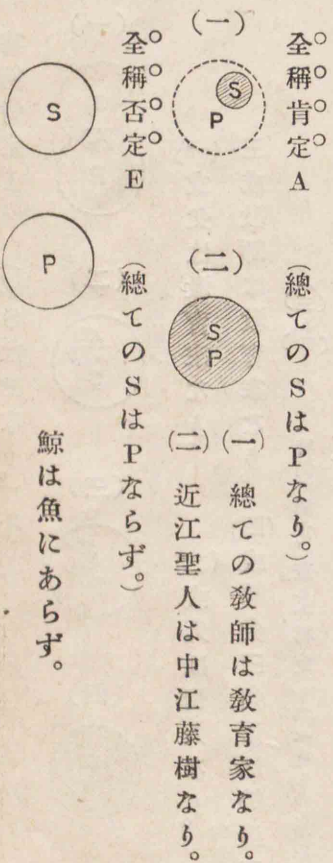 全稱肯定A (總てのSはPなり。)
(一) S P
(二) S P
(一) 總ての敎師は敎育家なり。
(二) 近江聖人は中江藤樹なり。
全稱否定E (總てのSはPならず。)
S P 鯨は魚にあらず。